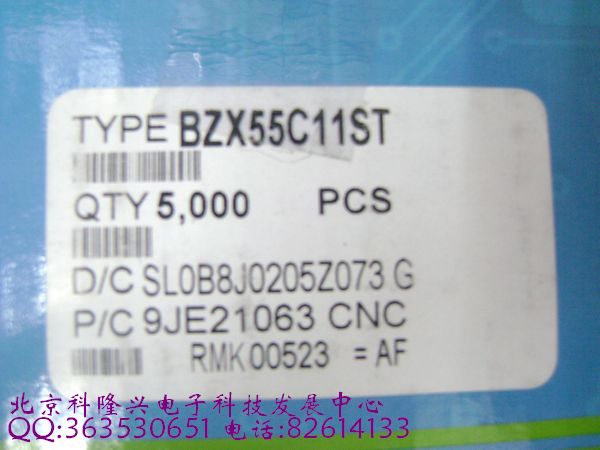 TYPE BZX55C11ST
QTY 5,000 PCS
D/C SL0B8J0205Z073 G
P/C 9JE21063 CNC
RMK 00523 = AF
北京科隆兴电子科技发展中心
QQ:363530651 电话:82614133